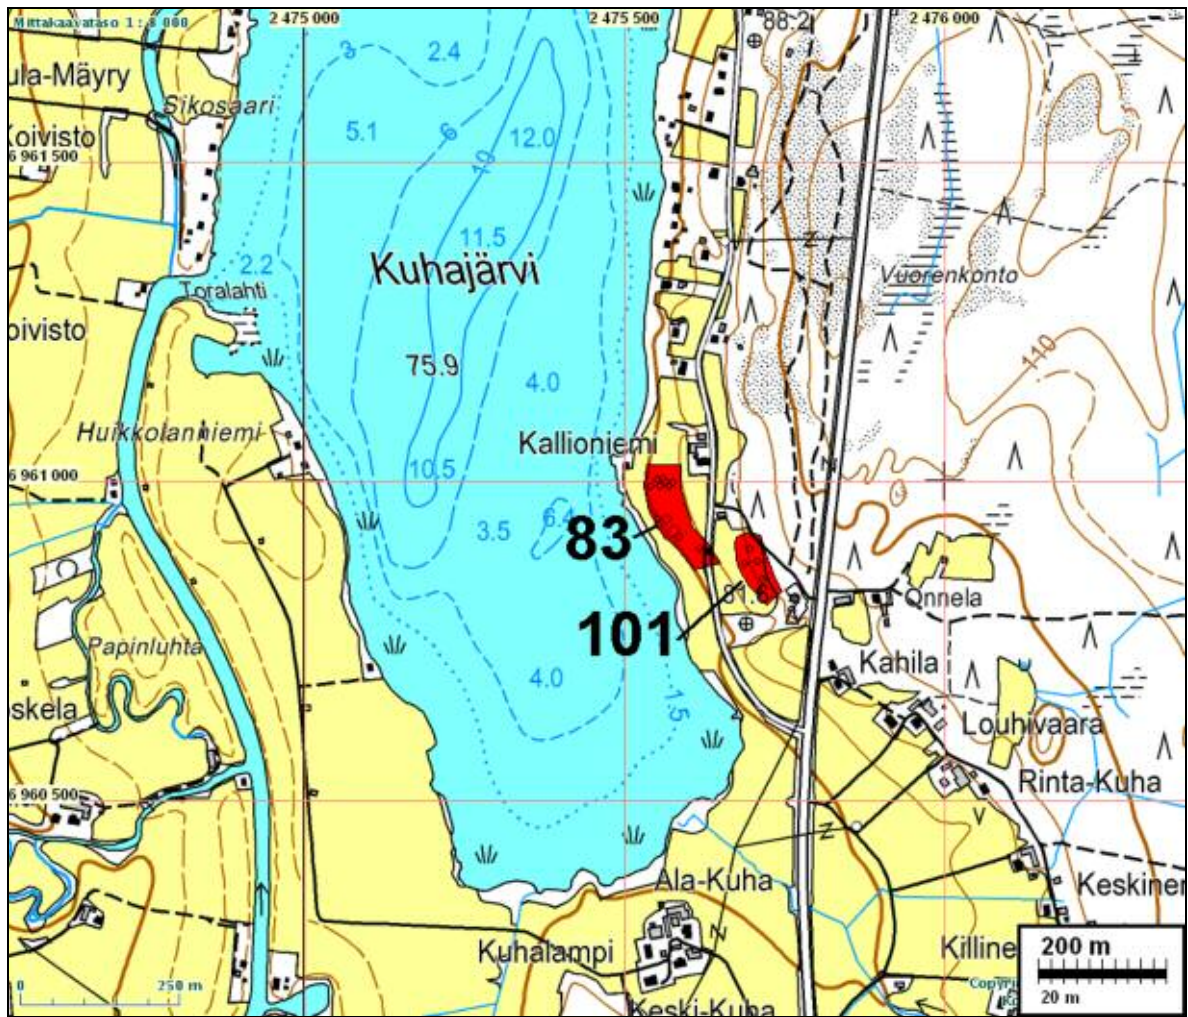 Mittakaavataso 1 : 8 000
2 475 000
2 475 500
2 476 000
88.2
3
2.4
ula-Mäyry
Sikosaari
5.1
6
12.0
Koivisto
10
6 961 500
11.5
2.2
Kuhajärvi
Vuorenkonto
Toralahti
oivisto
75.9
4.0
110
Huikkolanniemi
Kallioniemi
10.5
6 961 000
3.5
6.4
83
Onnela
101
Papinluhta
Kahila
4.0
1.5
skela
Louhivaara
6 960 500
Rinta-Kuha
Ala-Kuha
Keskinen
Kuhalampi
Killine
200 m
0
250 m
20 m
Copyri
Keski-Kuha